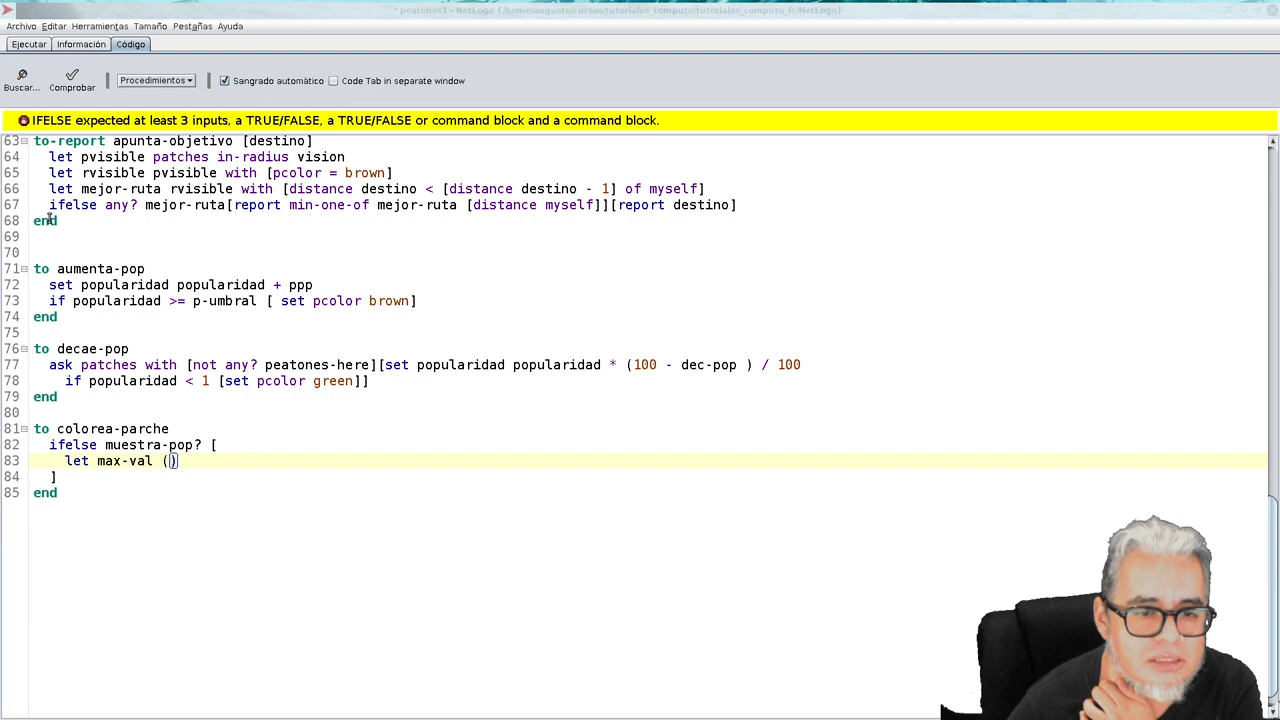 * peatones1 - NetLogo {/home/augusto/cursos/tutoriales_computo/tutoriales_computo_fc/NetLogo}
Archivo Editar Herramientas Tamaño Pestañas Ayuda
Ejecutar Información Código
Buscar... Comprobar Procedimientos Sangrado automático Code Tab in separate window
IFELSE expected at least 3 inputs, a TRUE/FALSE, a TRUE/FALSE or command block and a command block.
63 to-report apunta-objetivo [destino]
64 let pvisible patches in-radius vision
65 let rvisible pvisible with [pcolor = brown]
66 let mejor-ruta rvisible with [distance destino < [distance destino - 1] of myself]
67 ifelse any? mejor-ruta[report min-one-of mejor-ruta [distance myself]][report destino]
68 end
69
70
71 to aumenta-pop
72 set popularidad popularidad + ppp
73 if popularidad >= p-umbral [ set pcolor brown]
74 end
75
76 to decae-pop
77 ask patches with [not any? peatones-here][set popularidad popularidad * (100 - dec-pop ) / 100
78 if popularidad < 1 [set pcolor green]]
79 end
80
81 to colorea-parche
82 ifelse muestra-pop? [
83 let max-val ()
84 ]
85 end